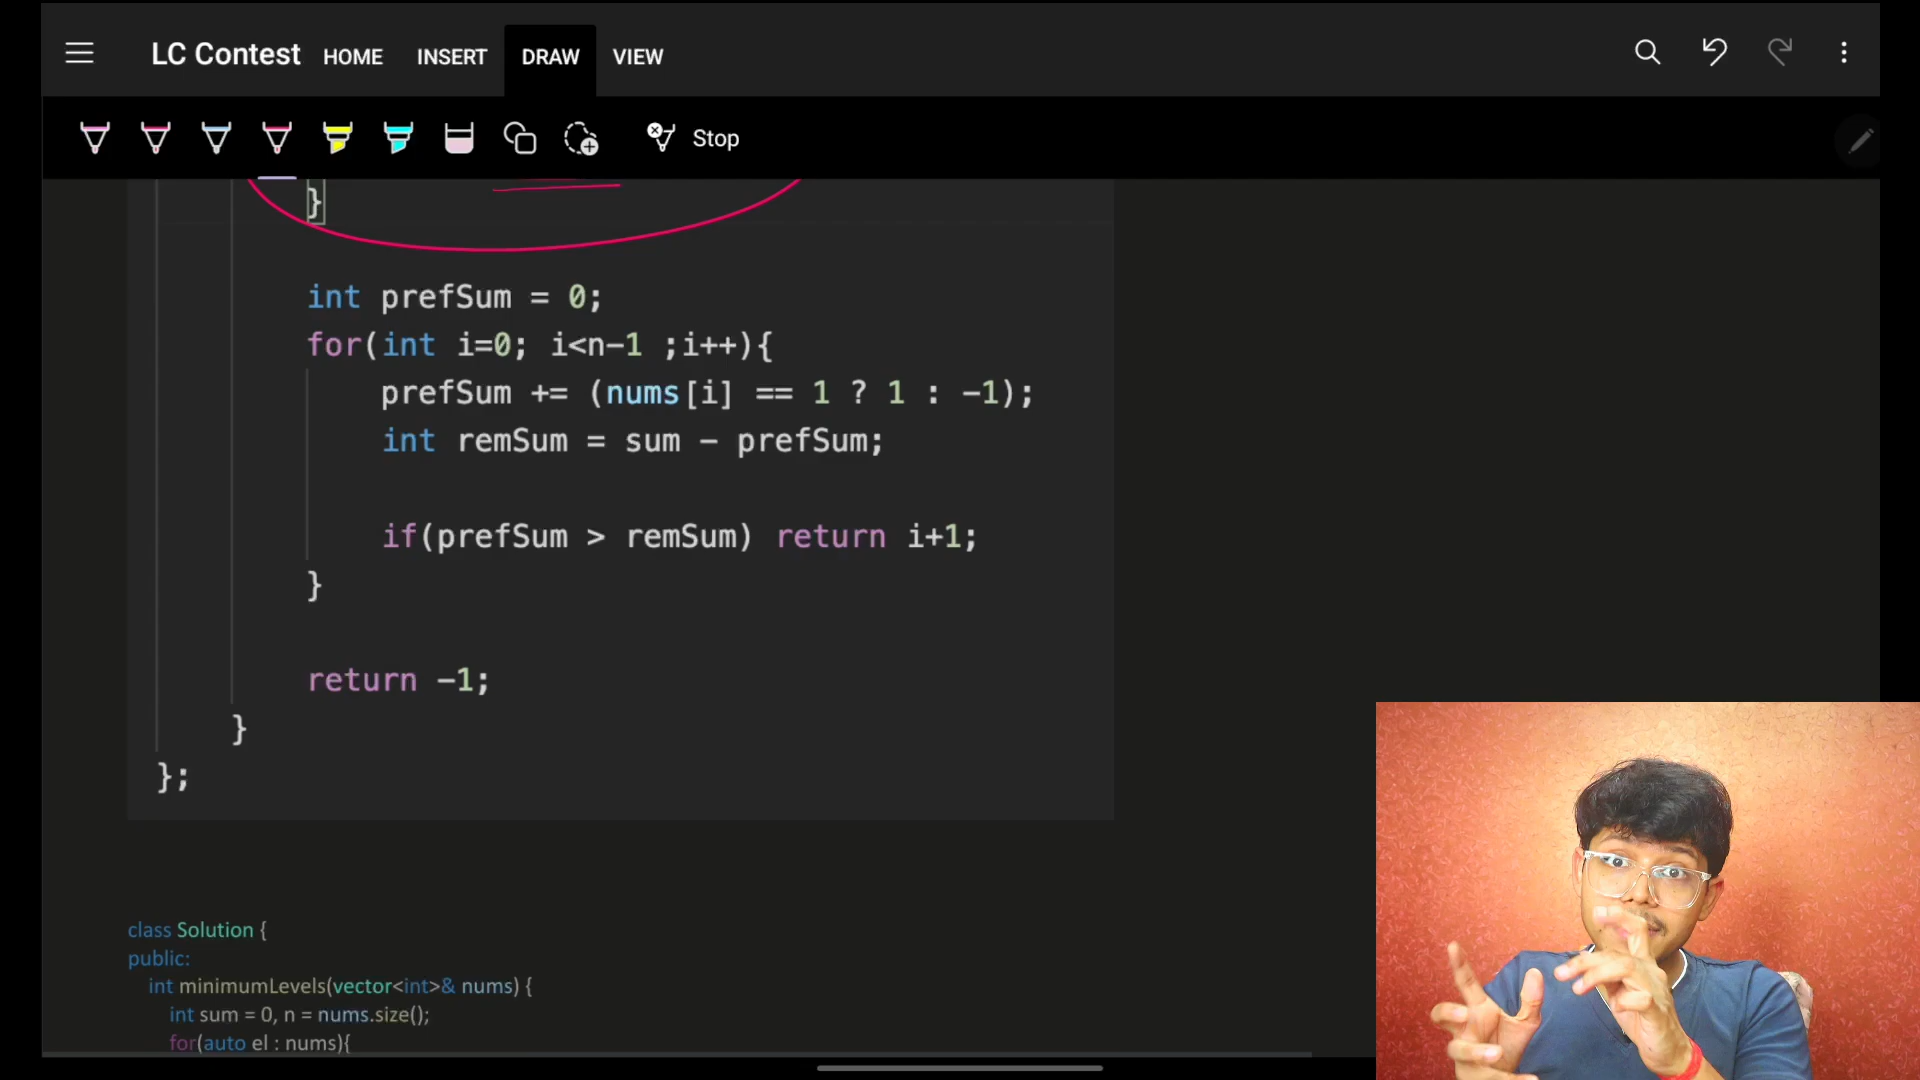 LC Contest HOME INSERT DRAW VIEW
Stop
}
int prefSum = 0;
for(int i=0; i<n-1 ;i++){
prefSum += (nums[i] == 1 ? 1 : -1);
int remSum = sum - prefSum;
if(prefSum > remSum) return i+1;
}
return -1;
}
};
class Solution {
public:
int minimumLevels(vector<int>& nums) {
int sum = 0, n = nums.size();
for(auto el : nums){